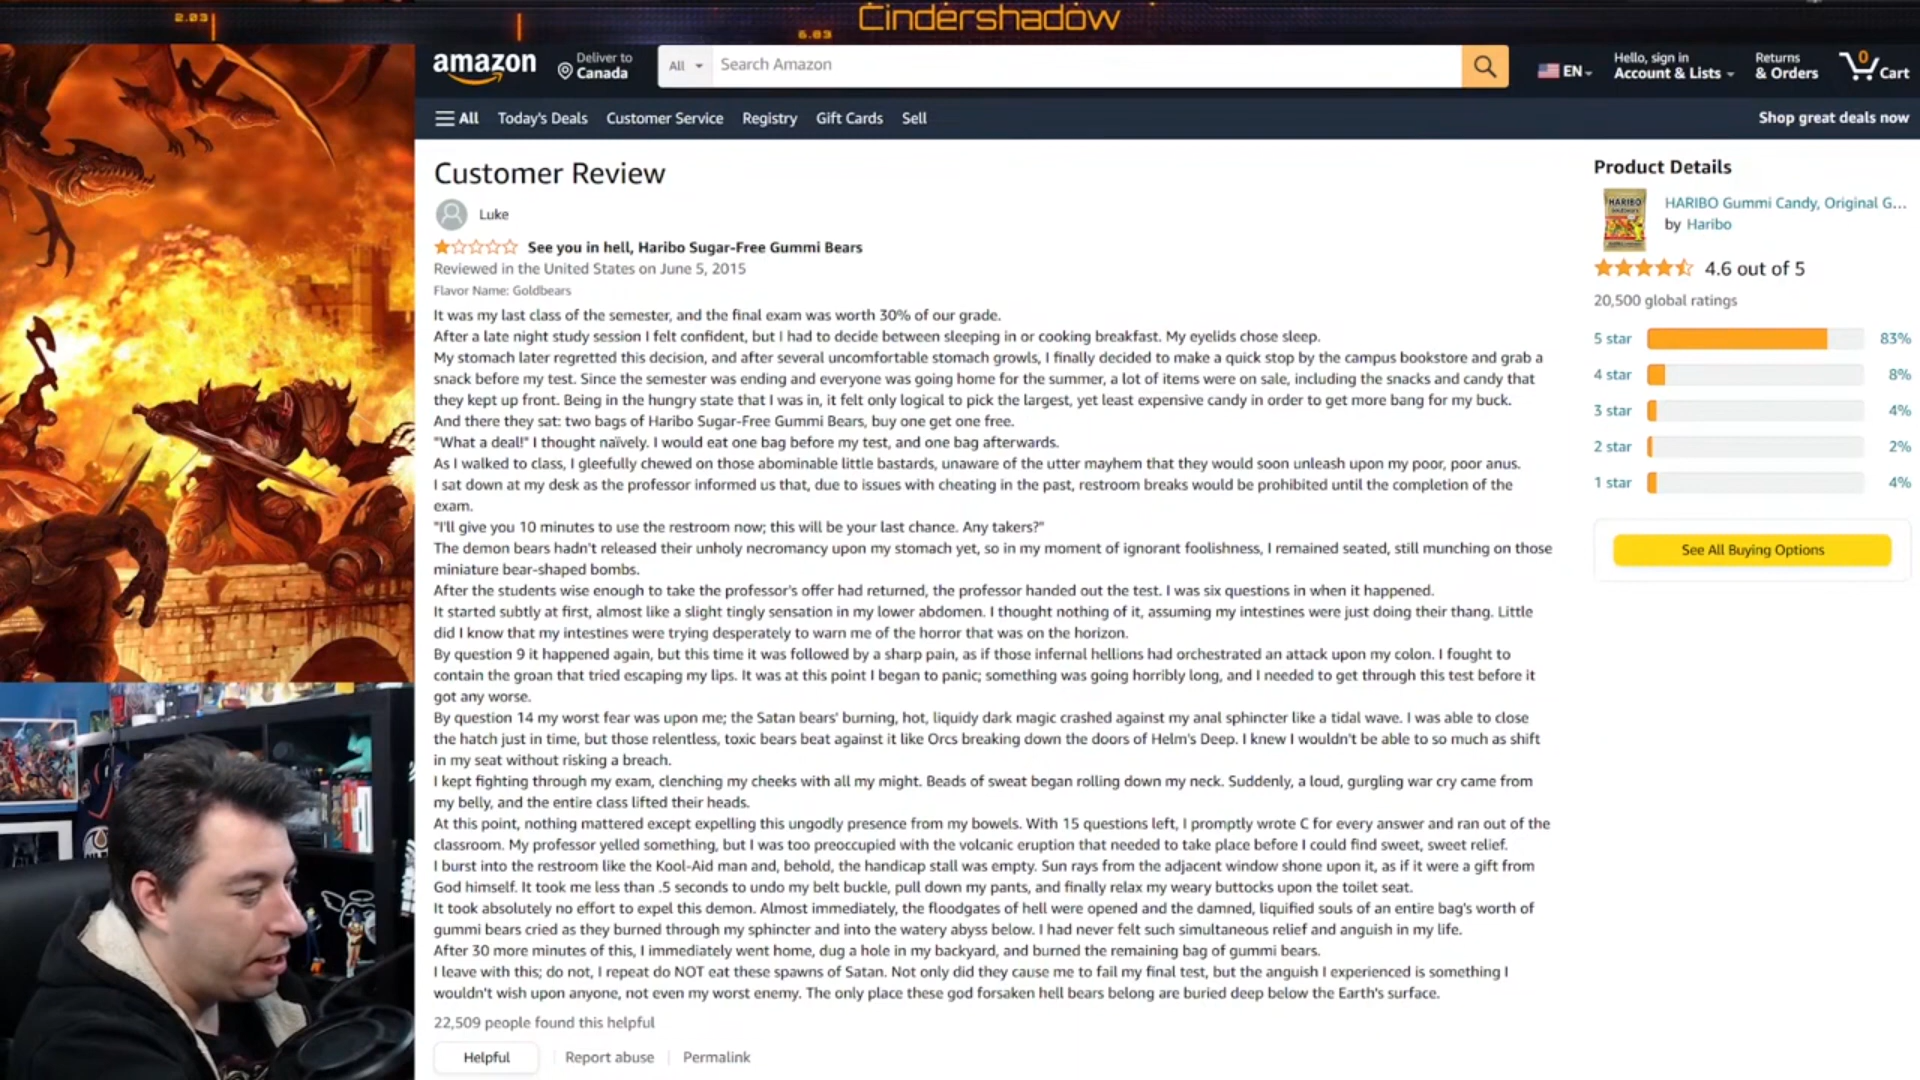 2.03
6.03
Cindershadow
amazon
Deliver to
Canada
All
Search Amazon
EN
Hello, sign in
Account & Lists
Returns
& Orders
0
Cart
All
Today's Deals
Customer Service
Registry
Gift Cards
Sell
Shop great deals now
Customer Review
Luke
See you in hell, Haribo Sugar-Free Gummi Bears
Reviewed in the United States on June 5, 2015
Flavor Name: Goldbears
It was my last class of the semester, and the final exam was worth 30% of our grade.
After a late night study session I felt confident, but I had to decide between sleeping in or cooking breakfast. My eyelids chose sleep.
My stomach later regretted this decision, and after several uncomfortable stomach growls, I finally decided to make a quick stop by the campus bookstore and grab a
snack before my test. Since the semester was ending and everyone was going home for the summer, a lot of items were on sale, including the snacks and candy that
they kept up front. Being in the hungry state that I was in, it felt only logical to pick the largest, yet least expensive candy in order to get more bang for my buck.
And there they sat: two bags of Haribo Sugar-Free Gummi Bears, buy one get one free.
"What a deal!" I thought naïvely. I would eat one bag before my test, and one bag afterwards.
As I walked to class, I gleefully chewed on those abominable little bastards, unaware of the utter mayhem that they would soon unleash upon my poor, poor anus.
I sat down at my desk as the professor informed us that, due to issues with cheating in the past, restroom breaks would be prohibited until the completion of the
exam.
"I'll give you 10 minutes to use the restroom now; this will be your last chance. Any takers?"
The demon bears hadn't released their unholy necromancy upon my stomach yet, so in my moment of ignorant foolishness, I remained seated, still munching on those
miniature bear-shaped bombs.
After the students wise enough to take the professor's offer had returned, the professor handed out the test. I was six questions in when it happened.
It started subtly at first, almost like a slight tingly sensation in my lower abdomen. I thought nothing of it, assuming my intestines were just doing their thang. Little
did I know that my intestines were trying desperately to warn me of the horror that was on the horizon.
By question 9 it happened again, but this time it was followed by a sharp pain, as if those infernal hellions had orchestrated an attack upon my colon. I fought to
contain the groan that tried escaping my lips. It was at this point I began to panic; something was going horribly long, and I needed to get through this test before it
got any worse.
By question 14 my worst fear was upon me; the Satan bears' burning, hot, liquidy dark magic crashed against my anal sphincter like a tidal wave. I was able to close
the hatch just in time, but those relentless, toxic bears beat against it like Orcs breaking down the doors of Helm's Deep. I knew I wouldn't be able to so much as shift
in my seat without risking a breach.
I kept fighting through my exam, clenching my cheeks with all my might. Beads of sweat began rolling down my neck. Suddenly, a loud, gurgling war cry came from
my belly, and the entire class lifted their heads.
At this point, nothing mattered except expelling this ungodly presence from my bowels. With 15 questions left, I promptly wrote C for every answer and ran out of the
classroom. My professor yelled something, but I was too preoccupied with the volcanic eruption that needed to take place before I could find sweet, sweet relief.
I burst into the restroom like the Kool-Aid man and, behold, the handicap stall was empty. Sun rays from the adjacent window shone upon it, as if it were a gift from
God himself. It took me less than .5 seconds to undo my belt buckle, pull down my pants, and finally relax my weary buttocks upon the toilet seat.
It took absolutely no effort to expel this demon. Almost immediately, the floodgates of hell were opened and the damned, liquified souls of an entire bag's worth of
gummi bears cried as they burned through my sphincter and into the watery abyss below. I had never felt such simultaneous relief and anguish in my life.
After 30 more minutes of this, I immediately went home, dug a hole in my backyard, and burned the remaining bag of gummi bears.
I leave with this; do not, I repeat do NOT eat these spawns of Satan. Not only did they cause me to fail my final test, but the anguish I experienced is something I
wouldn't wish upon anyone, not even my worst enemy. The only place these god forsaken hell bears belong are buried deep below the Earth's surface.
22,509 people found this helpful
Helpful
Report abuse
Permalink
Product Details
HARIBO
HARIBO Gummi Candy, Original G...
by Haribo
4.6 out of 5
20,500 global ratings
5 star 83%
4 star 8%
3 star 4%
2 star 2%
1 star 4%
See All Buying Options